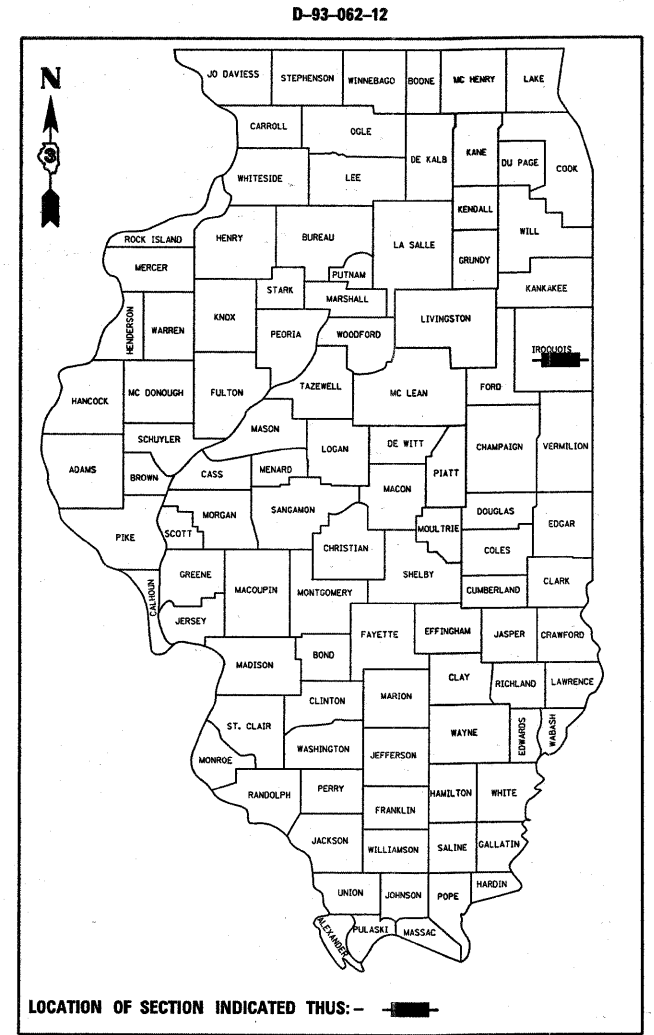 D-93-062-12
N
3
JO DAVIESS STEPHENSON WINNEBAGO BOONE MC HENRY LAKE
CARROLL OGLE
DE KALB KANE DU PAGE COOK
WHITESIDE LEE
KENDALL
ROCK ISLAND HENRY BUREAU LA SALLE WILL
MERCER PUTNAM GRUNDY
STARK MARSHALL KANKAKEE
HENDERSON WARREN KNOX PEORIA WOODFORD LIVINGSTON IROQUOIS
HANCOCK MC DONOUGH FULTON TAZEWELL MC LEAN FORD
SCHUYLER MASON LOGAN DE WITT CHAMPAIGN VERMILION
ADAMS BROWN CASS MENARD MACON PIATT
PIKE SCOTT MORGAN SANGAMON MOULTRIE DOUGLAS EDGAR
CHRISTIAN COLES
CALHOUN GREENE MACOUPIN MONTGOMERY SHELBY CUMBERLAND CLARK
JERSEY FAYETTE EFFINGHAM JASPER CRAWFORD
MADISON BOND
CLAY RICHLAND LAWRENCE
CLINTON MARION
ST. CLAIR WAYNE EDWARDS WABASH
MONROE WASHINGTON JEFFERSON
RANDOLPH PERRY FRANKLIN HAMILTON WHITE
JACKSON WILLIAMSON SALINE GALLATIN
UNION JOHNSON POPE HARDIN
ALEXANDER PULASKI MASSAC
LOCATION OF SECTION INDICATED THUS:-